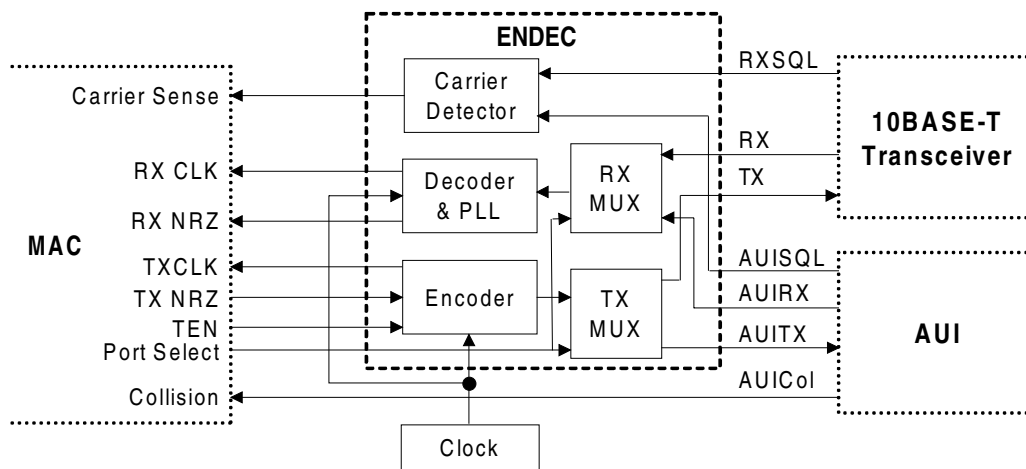 ENDEC
RXSQL
Carrier Sense
Carrier
Detector
10BASE-T
Transceiver
RX
RX CLK
Decoder
& PLL
RX
MUX
TX
RX NRZ
MAC
AUISQL
TXCLK
AUIRX
TX NRZ
Encoder
TX
MUX
TEN
AUITX
AUI
Port Select
AUICol
Collision
Clock